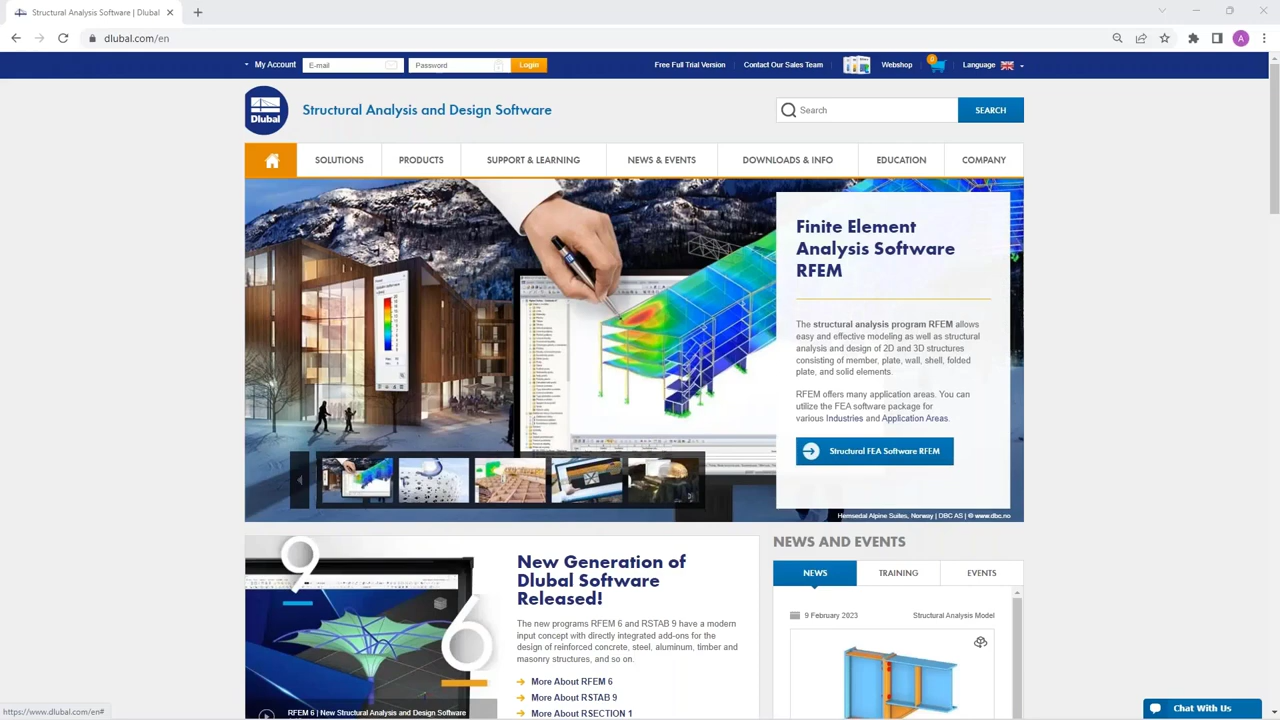 Structural Analysis Software | Dlubal
dlubal.com/en
A
My Account
E-mail
Password
Login
Free Full Trial Version
Contact Our Sales Team
Webshop
0
Language
Dlubal
Structural Analysis and Design Software
Search
SEARCH
SOLUTIONS
PRODUCTS
SUPPORT & LEARNING
NEWS & EVENTS
DOWNLOADS & INFO
EDUCATION
COMPANY
Finite Element
Analysis Software
RFEM
The structural analysis program RFEM allows
easy and effective modeling as well as structural
analysis and design of 2D and 3D structures
consisting of member, plate, wall, shell, folded
plate, and solid elements.
RFEM offers many application areas. You can
utilize the FEA software package for
various Industries and Application Areas.
Structural FEA Software RFEM
Hemsedal Alpine Suites, Norway | DBC AS | © www.dbc.no
9
6
RFEM 6 | New Structural Analysis and Design Software
New Generation of
Dlubal Software
Released!
The new programs RFEM 6 and RSTAB 9 have a modern
input concept with directly integrated add-ons for the
design of reinforced concrete, steel, aluminum, timber and
masonry structures, and so on.
More About RFEM 6
More About RSTAB 9
More About RSECTION 1
NEWS AND EVENTS
NEWS
TRAINING
EVENTS
9 February 2023
Structural Analysis Model
https://www.dlubal.com/en#
Chat With Us